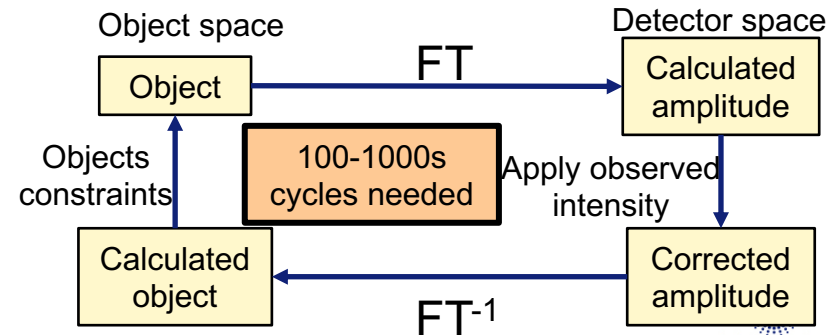 Object space
Detector space
Object
FT
Calculated
amplitude
Objects
constraints
100-1000s
cycles needed
Apply observed
intensity
Calculated
object
FT-1
Corrected
amplitude